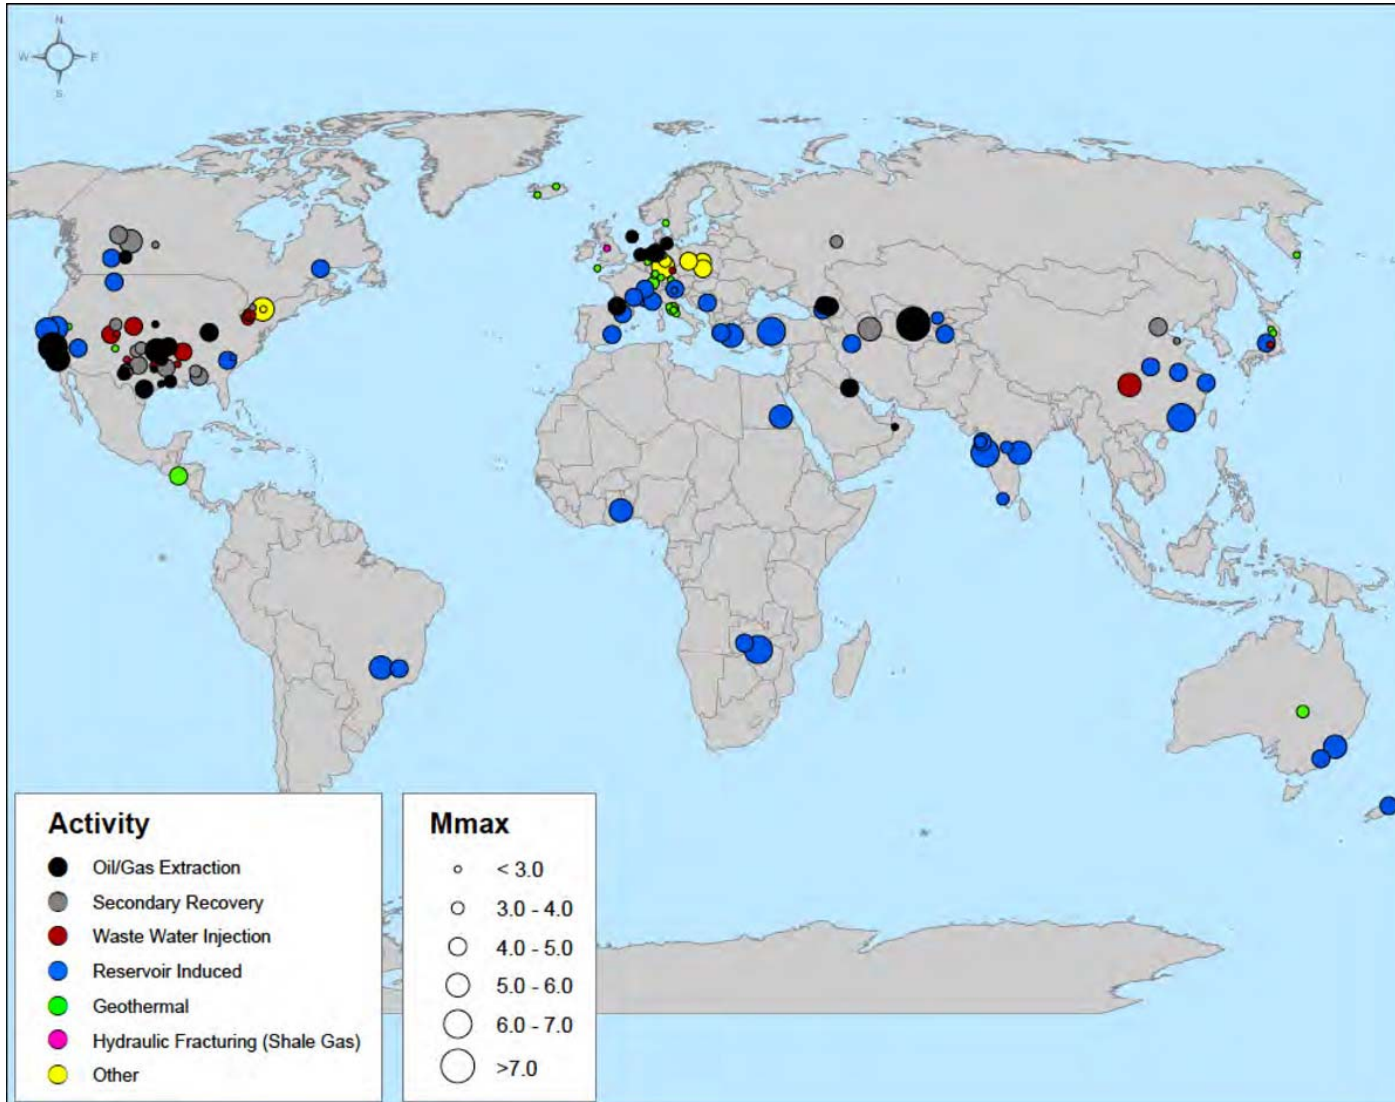 N
W E
S
Activity
Oil/Gas Extraction
Secondary Recovery
Waste Water Injection
Reservoir Induced
Geothermal
Hydraulic Fracturing (Shale Gas)
Other
Mmax
< 3.0
3.0 - 4.0
4.0 - 5.0
5.0 - 6.0
6.0 - 7.0
>7.0